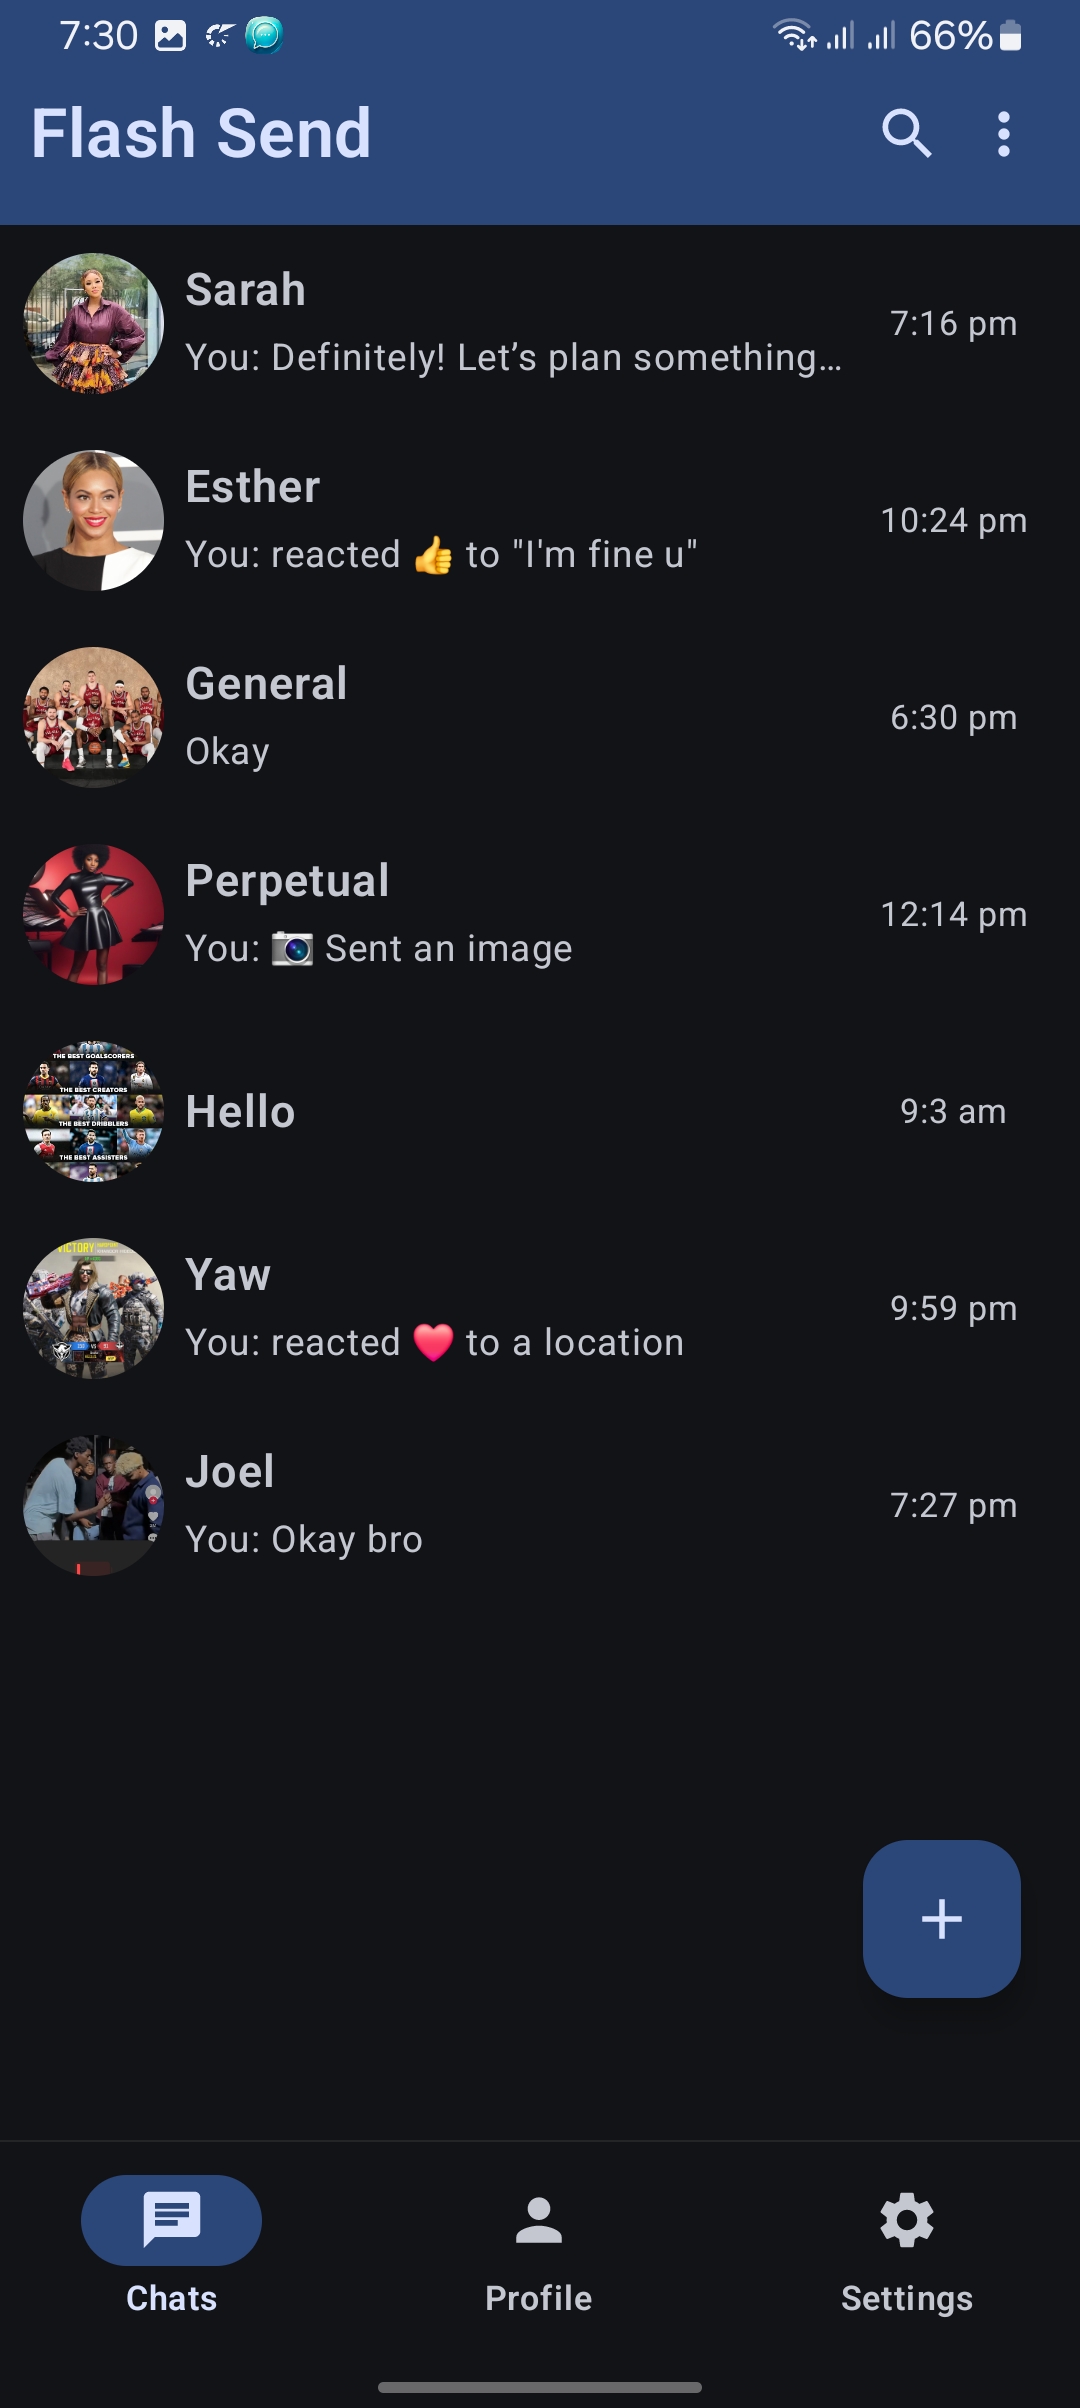 7:30 66%
Flash Send
Sarah
7:16 pm
You: Definitely! Let’s plan something...
Esther
10:24 pm
You: reacted 👍 to "I'm fine u"
General
6:30 pm
Okay
Perpetual
12:14 pm
You: 📷 Sent an image
THE BEST GOALSCORERS
THE BEST CREATORS
THE BEST DRIBBLERS
THE BEST ASSISTERS
Hello
9:3 am
VICTORY
Yaw
9:59 pm
You: reacted ❤️ to a location
Joel
7:27 pm
You: Okay bro
Chats
Profile
Settings